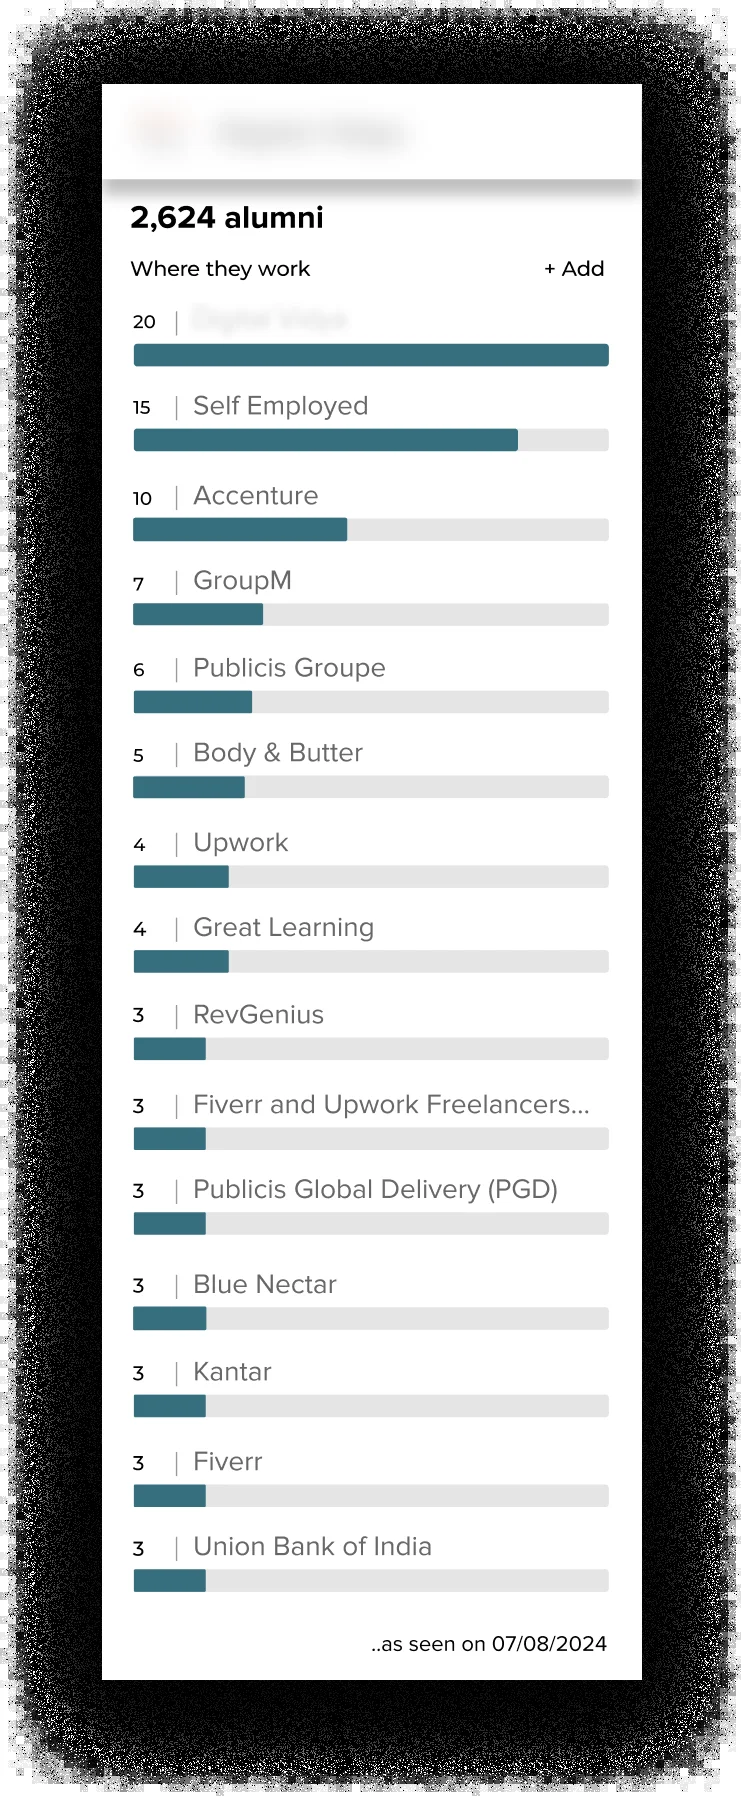 2,624 alumni
Where they work + Add
20 |
15 | Self Employed
10 | Accenture
7 | GroupM
6 | Publicis Groupe
5 | Body & Butter
4 | Upwork
4 | Great Learning
3 | RevGenius
3 | Fiverr and Upwork Freelancers...
3 | Publicis Global Delivery (PGD)
3 | Blue Nectar
3 | Kantar
3 | Fiverr
3 | Union Bank of India
..as seen on 07/08/2024